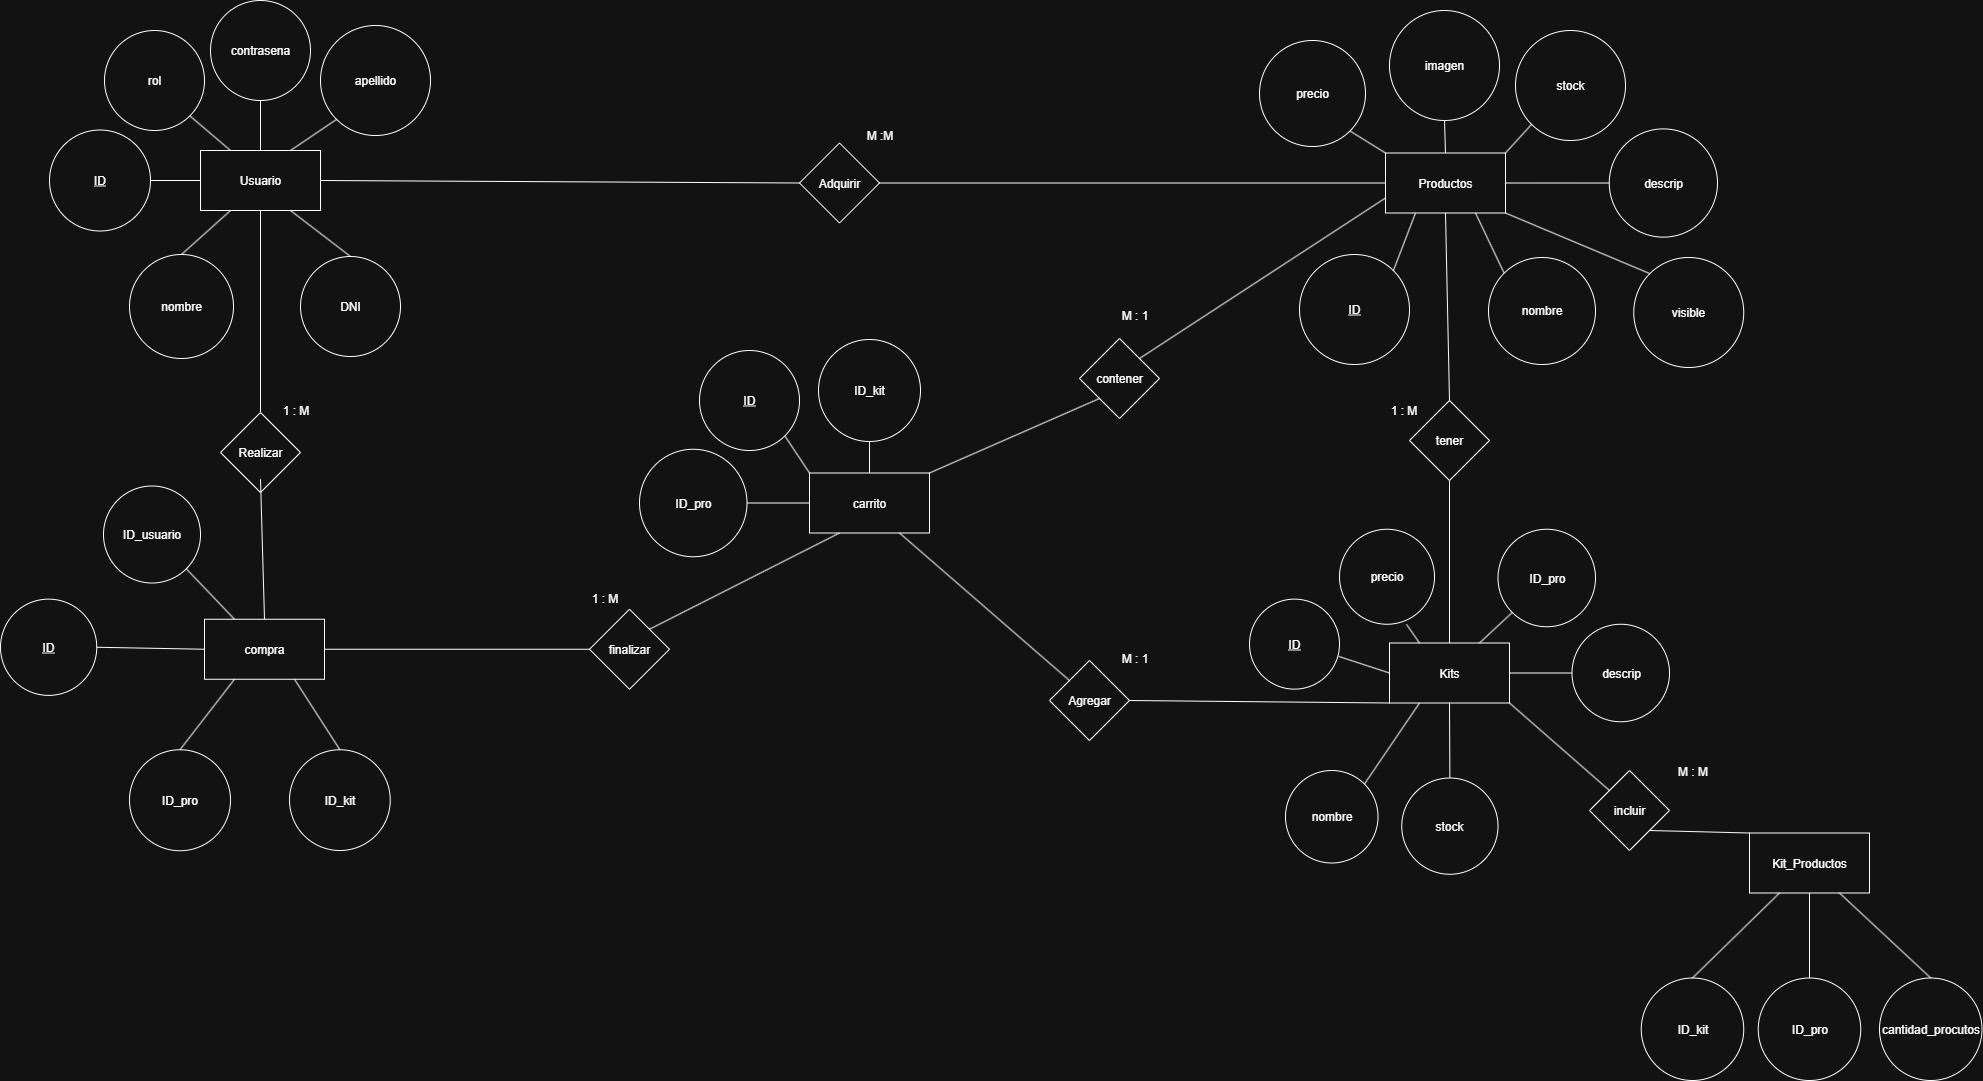 contrasena
rol
apellido
ID
Usuario
nombre
DNI
M :M
Adquirir
imagen
precio
stock
Productos
descrip
ID
nombre
visible
M : 1
contener
1 : M
Realizar
ID
ID_kit
ID_pro
carrito
1 : M
tener
ID_usuario
ID
compra
ID_pro
ID_kit
1 : M
finalizar
M : 1
Agregar
precio
ID_pro
ID
Kits
descrip
nombre
stock
M : M
incluir
Kit_Productos
ID_kit
ID_pro
cantidad_procutos